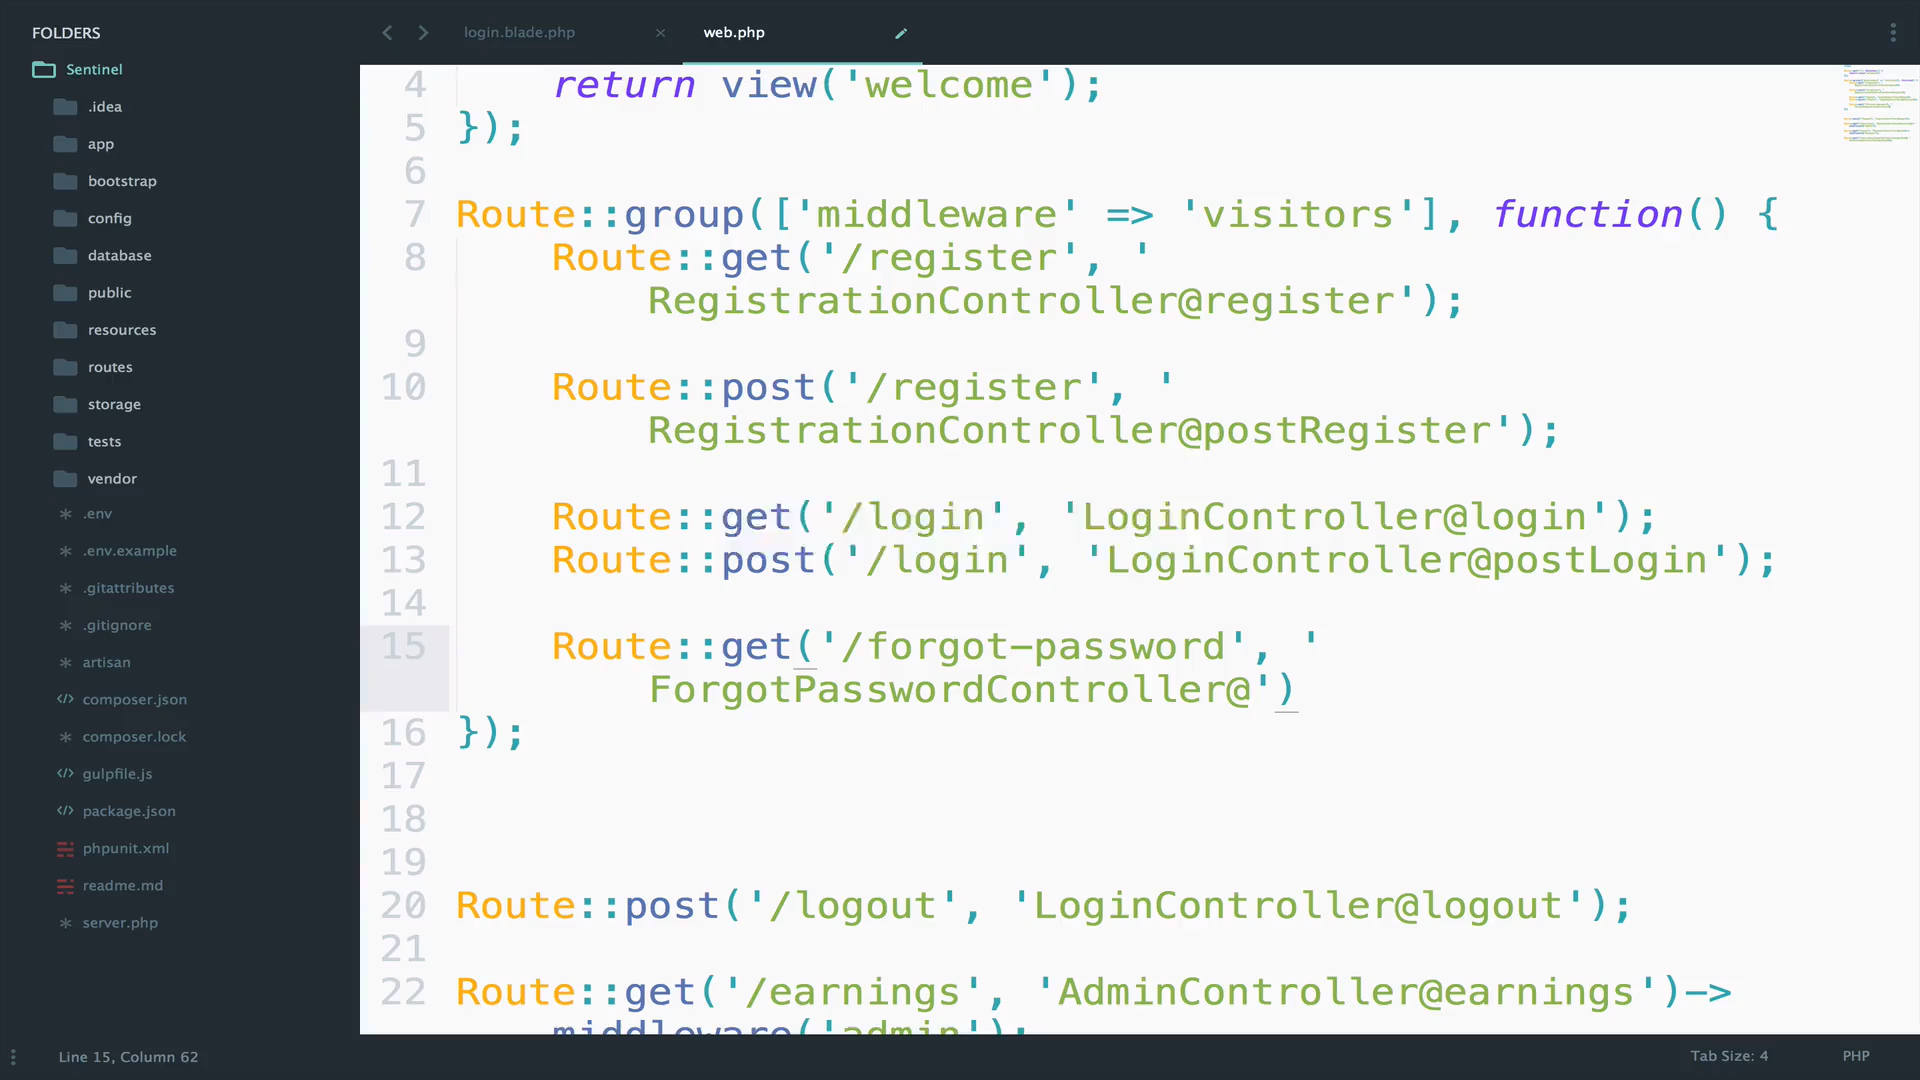 FOLDERS
Sentinel
.idea
app
bootstrap
config
database
public
resources
routes
storage
tests
vendor
.env
.env.example
.gitattributes
.gitignore
artisan
composer.json
composer.lock
gulpfile.js
package.json
phpunit.xml
readme.md
server.php
login.blade.php
web.php
4 return view('welcome');
5 });
6
7 Route::group(['middleware' => 'visitors'], function() {
8 Route::get('/register', '
RegistrationController@register');
9
10 Route::post('/register', '
RegistrationController@postRegister');
11
12 Route::get('/login', 'LoginController@login');
13 Route::post('/login', 'LoginController@postLogin');
14
15 Route::get('/forgot-password', '
ForgotPasswordController@')
16 });
17
18
19
20 Route::post('/logout', 'LoginController@logout');
21
22 Route::get('/earnings', 'AdminController@earnings')->
middleware('admin');
Line 15, Column 62
Tab Size: 4
PHP